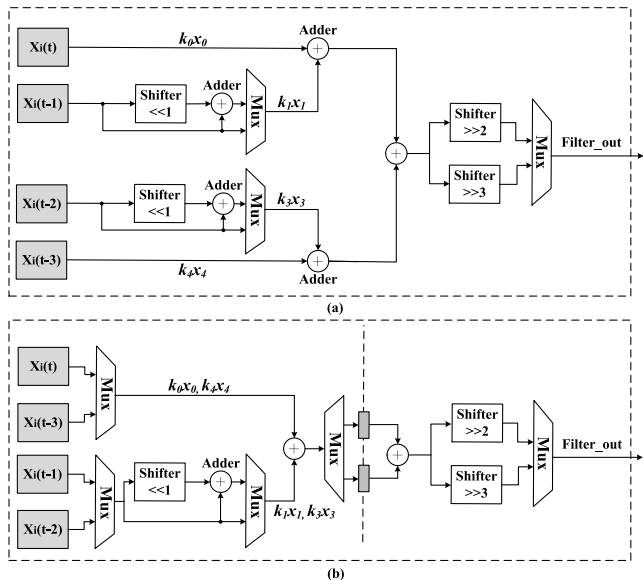 Xi(t)
k0x0
Adder
Xi(t-1)
Shifter
<<1
Adder
Mux
k1x1
Shifter
>>2
Mux
Filter_out
Shifter
>>3
Xi(t-2)
Shifter
<<1
Adder
Mux
k3x3
Xi(t-3)
k4x4
Adder
(a)
Xi(t)
Mux
k0x0, k4x4
Xi(t-3)
Xi(t-1)
Mux
Shifter
<<1
Adder
Mux
k1x1, k3x3
Xi(t-2)
Mux
Shifter
>>2
Mux
Filter_out
Shifter
>>3
(b)